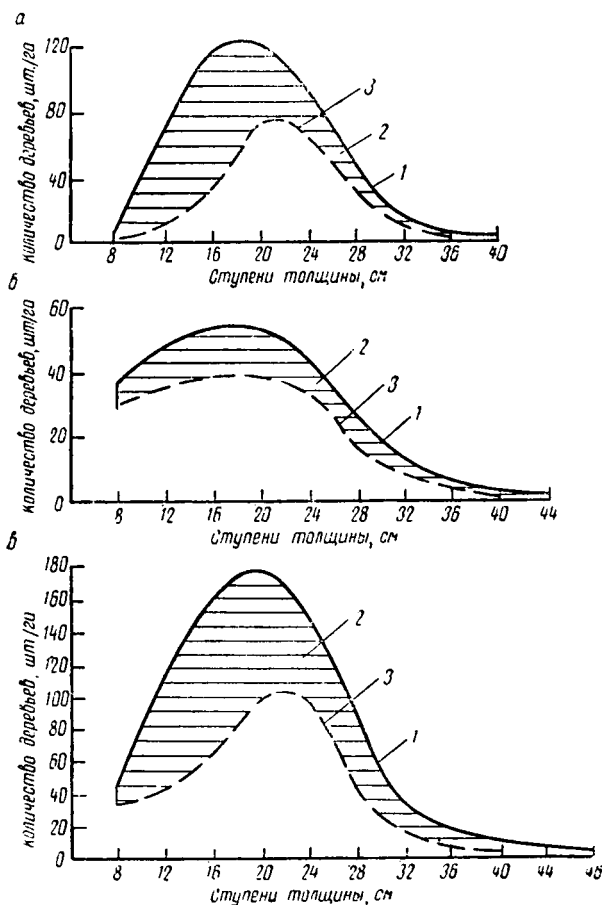 а
количество деревьев, шт./га
120
80
40
0
3
2
1
8 12 16 20 24 28 32 36 40
Ступени толщины, см
б
количество деревьев, шт/га
60
40
20
0
2
3
1
8 12 16 20 24 28 32 36 40 44
Ступени толщины, см
в
количество деревьев, шт/га
180
160
140
120
100
80
60
40
20
0
2
3
1
8 12 16 20 24 28 32 36 40 44 48
Ступени толщины, см